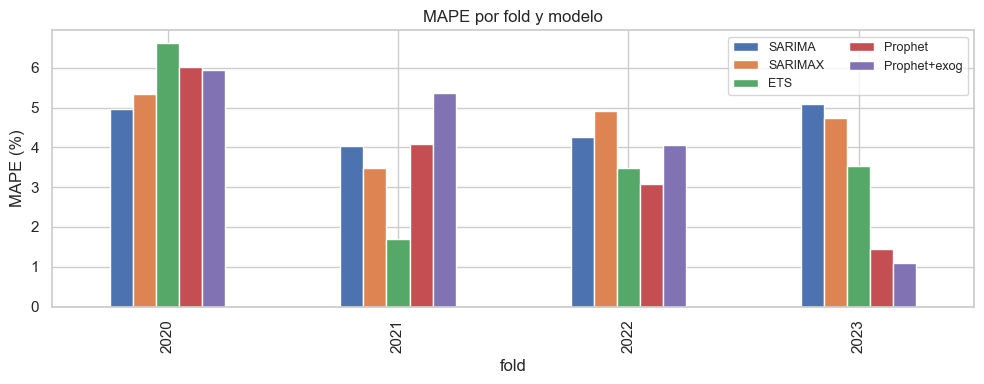 MAPE por fold y modelo
SARIMA
SARIMAX
ETS
Prophet
Prophet+exog
MAPE (%)
6
5
4
3
2
1
0
2020
2021
2022
2023
fold